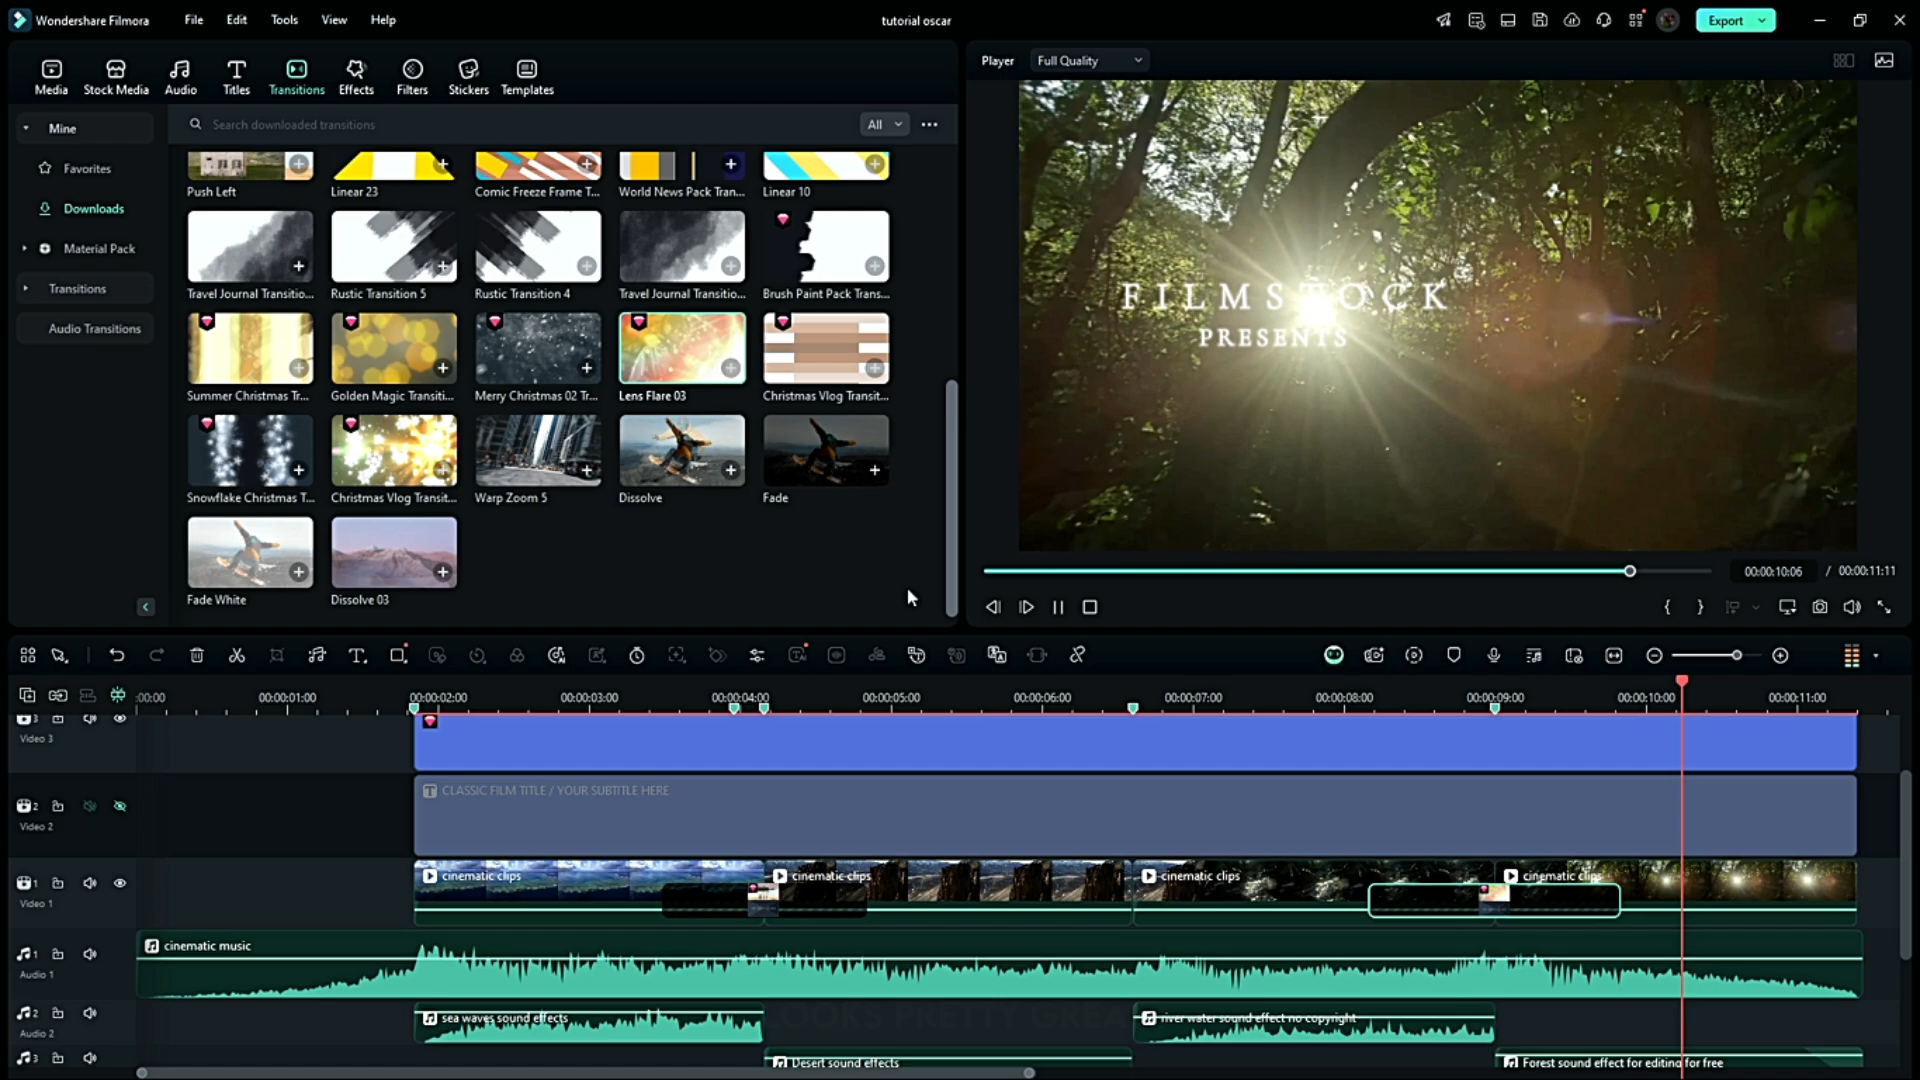 Wondershare Filmora
File
Edit
Tools
View
Help
tutorial oscar
Export
Media
Stock Media
Audio
Titles
Transitions
Effects
Filters
Stickers
Templates
Player
Full Quality
Mine
Search downloaded transitions
All
Favorites
Downloads
Material Pack
Transitions
Audio Transitions
Push Left
Linear 23
Comic Freeze Frame T...
World News Pack Tran...
Linear 10
Travel Journal Transitio...
Rustic Transition 5
Rustic Transition 4
Travel Journal Transitio...
Brush Paint Pack Trans...
Summer Christmas Tr...
Golden Magic Transiti...
Merry Christmas 02 Tr...
Lens Flare 03
Christmas Vlog Transit...
Snowflake Christmas T...
Christmas Vlog Transit...
Warp Zoom 5
Dissolve
Fade
Fade White
Dissolve 03
FILMSTOCK
PRESENTS
00:00:10:06 / 00:00:11:11
:00:00
00:00:01:00
00:00:02:00
00:00:03:00
00:00:04:00
00:00:05:00
00:00:06:00
00:00:07:00
00:00:08:00
00:00:09:00
00:00:10:00
00:00:11:00
3
Video 3
2
Video 2
CLASSIC FILM TITLE / YOUR SUBTITLE HERE
1
Video 1
cinematic clips
cinematic clips
cinematic clips
cinematic clips
1
Audio 1
cinematic music
2
Audio 2
sea waves sound effects
LOOKS PRETTY GREA
river water sound effect no copyright
3
Desert sound effects
Forest sound effect for editing for free